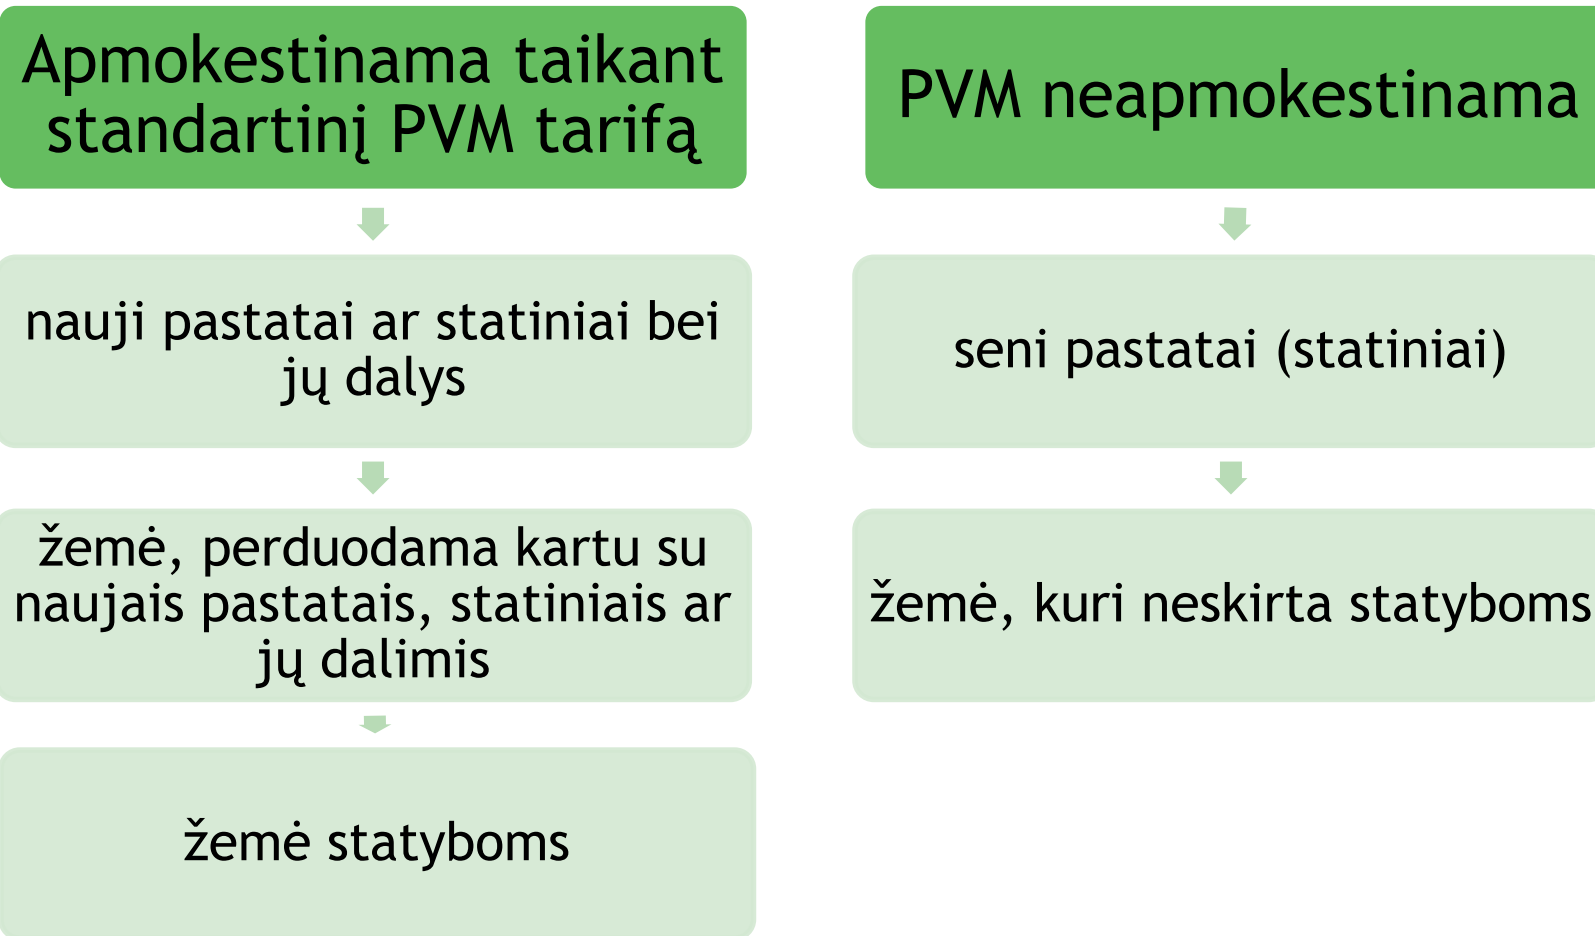 Apmokestinama taikant
standartinį PVM tarifą
nauji pastatai ar statiniai bei
jų dalys
žemė, perduodama kartu su
naujais pastatais, statiniais ar
jų dalimis
žemė statyboms
PVM neapmokestinama
seni pastatai (statiniai)
žemė, kuri neskirta statyboms